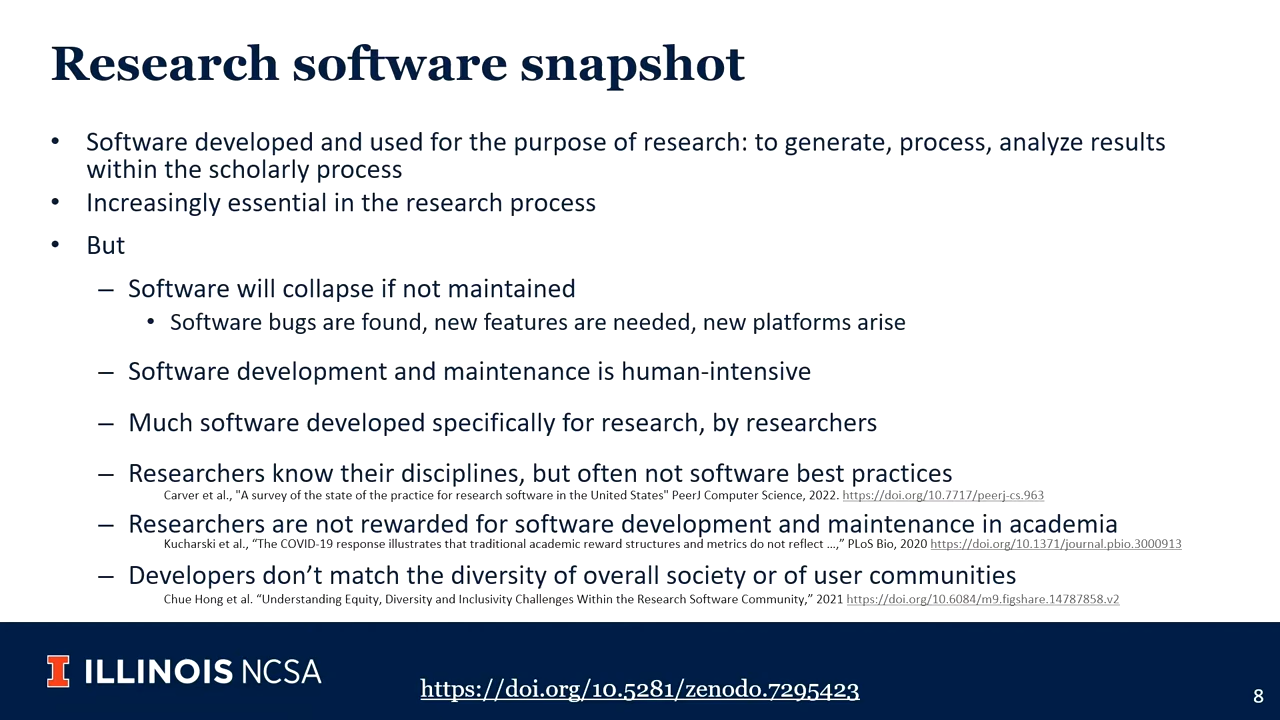 Research software snapshot
• Software developed and used for the purpose of research: to generate, process, analyze results
within the scholarly process
• Increasingly essential in the research process
• But
– Software will collapse if not maintained
• Software bugs are found, new features are needed, new platforms arise
– Software development and maintenance is human-intensive
– Much software developed specifically for research, by researchers
– Researchers know their disciplines, but often not software best practices
Carver et al., "A survey of the state of the practice for research software in the United States" PeerJ Computer Science, 2022. https://doi.org/10.7717/peerj-cs.963
– Researchers are not rewarded for software development and maintenance in academia
Kucharski et al., “The COVID-19 response illustrates that traditional academic reward structures and metrics do not reflect …,” PLoS Bio, 2020 https://doi.org/10.1371/journal.pbio.3000913
– Developers don’t match the diversity of overall society or of user communities
Chue Hong et al. “Understanding Equity, Diversity and Inclusivity Challenges Within the Research Software Community,” 2021 https://doi.org/10.6084/m9.figshare.14787858.v2
I ILLINOIS NCSA
https://doi.org/10.5281/zenodo.7295423
8